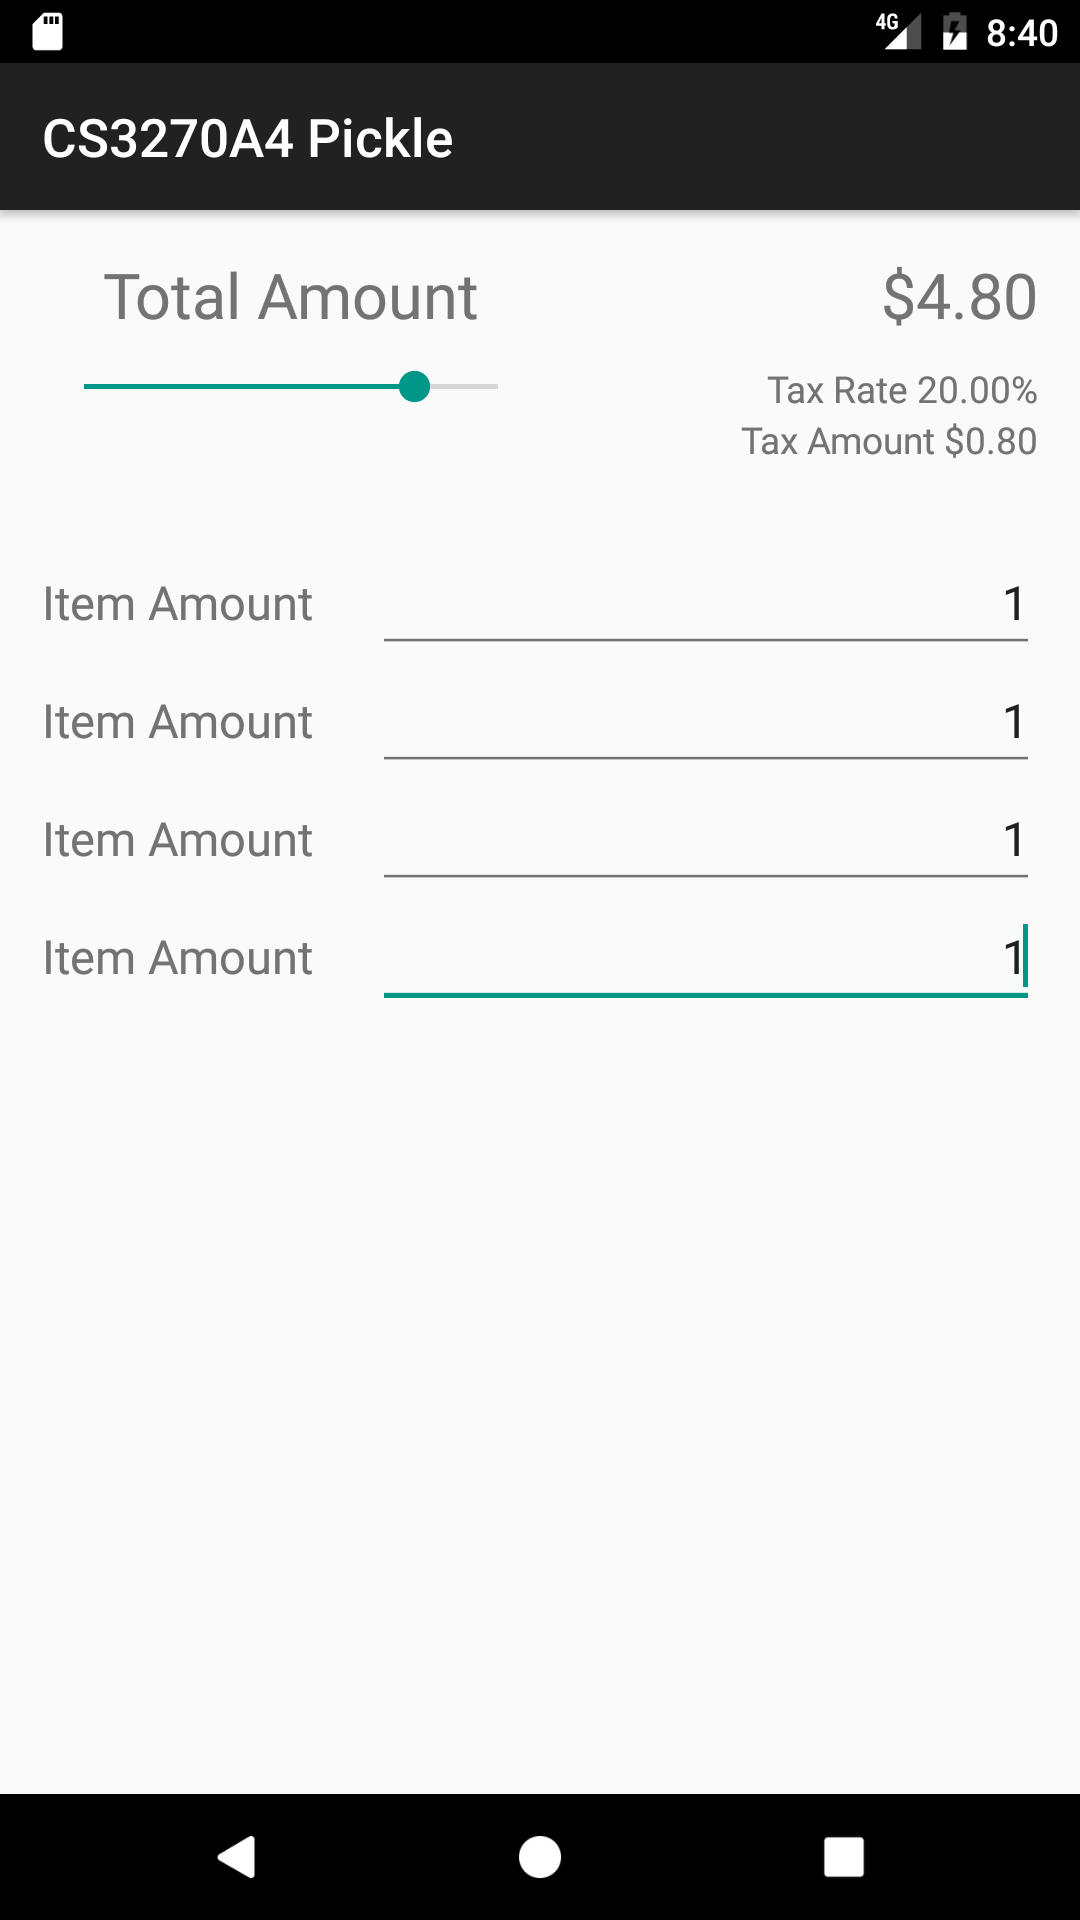 4G 8:40
CS3270A4 Pickle
Total Amount $4.80
Tax Rate 20.00%
Tax Amount $0.80
Item Amount 1
Item Amount 1
Item Amount 1
Item Amount 1